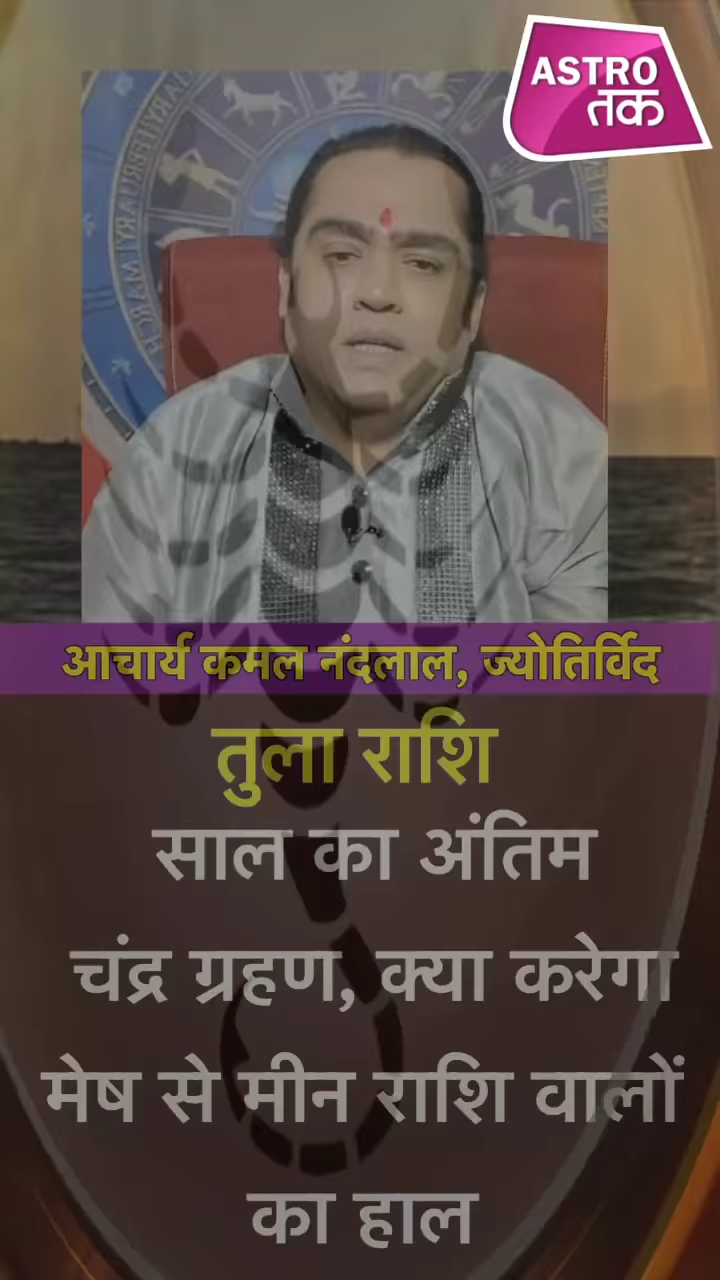 ASTRO
तक
आचार्य कमल नंदलाल, ज्योतिर्विद
तुला राशि
साल का अंतिम
चंद्र ग्रहण, क्या करेगा
मेष से मीन राशि वालों
का हाल